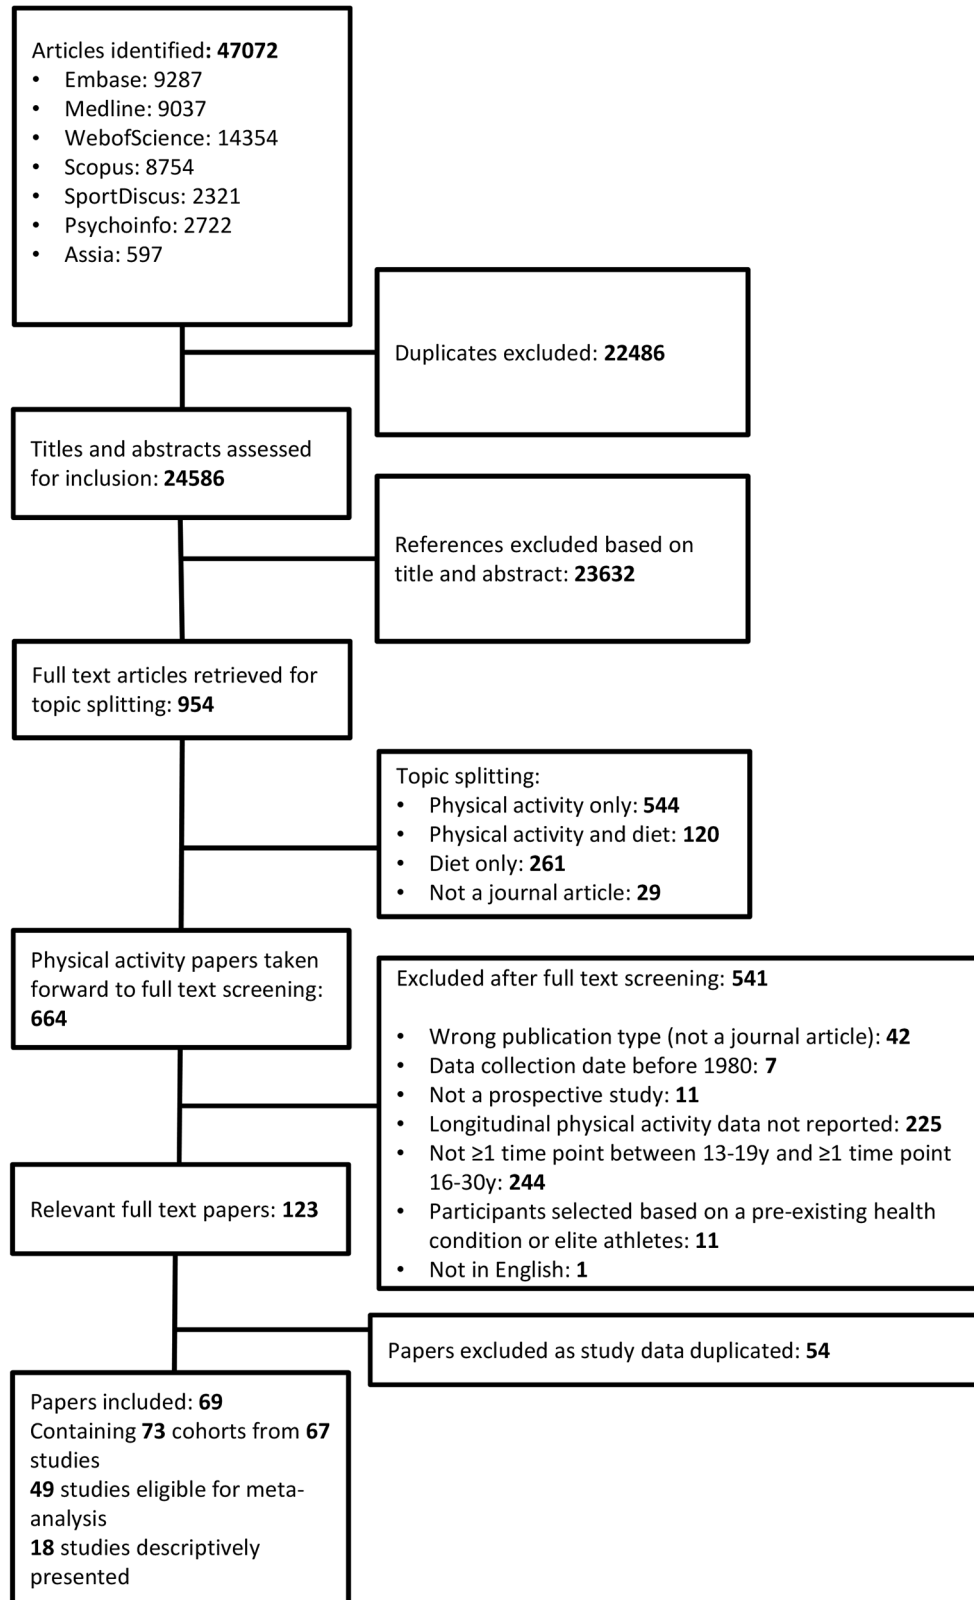 Articles identified: 47072
• Embase: 9287
• Medline: 9037
• WebofScience: 14354
• Scopus: 8754
• SportDiscus: 2321
• Psychoinfo: 2722
• Assia: 597
Duplicates excluded: 22486
Titles and abstracts assessed
for inclusion: 24586
References excluded based on
title and abstract: 23632
Full text articles retrieved for
topic splitting: 954
Topic splitting:
• Physical activity only: 544
• Physical activity and diet: 120
• Diet only: 261
• Not a journal article: 29
Physical activity papers taken
forward to full text screening:
664
Excluded after full text screening: 541
• Wrong publication type (not a journal article): 42
• Data collection date before 1980: 7
• Not a prospective study: 11
• Longitudinal physical activity data not reported: 225
• Not ≥1 time point between 13-19y and ≥1 time point
16-30y: 244
• Participants selected based on a pre-existing health
condition or elite athletes: 11
• Not in English: 1
Relevant full text papers: 123
Papers excluded as study data duplicated: 54
Papers included: 69
Containing 73 cohorts from 67
studies
49 studies eligible for meta-
analysis
18 studies descriptively
presented